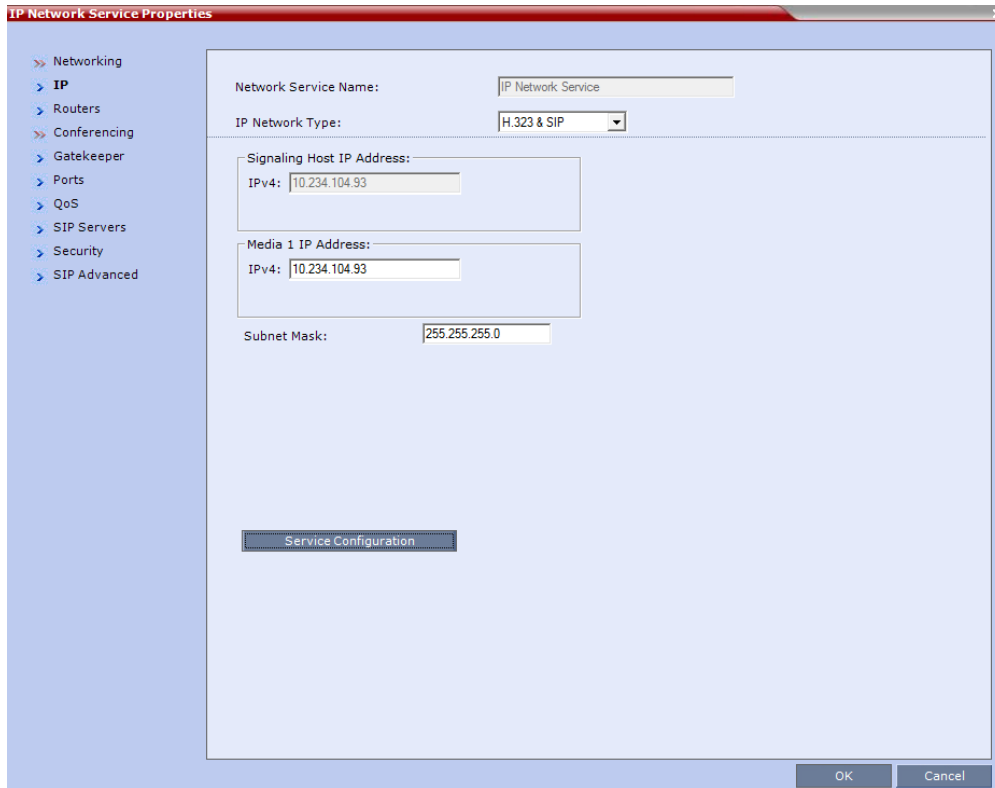 IP Network Service Properties
Networking
IP
Routers
Conferencing
Gatekeeper
Ports
QoS
SIP Servers
Security
SIP Advanced
Network Service Name: IP Network Service
IP Network Type: H.323 & SIP
Signaling Host IP Address:
IPv4: 10.234.104.93
Media 1 IP Address:
IPv4: 10.234.104.93
Subnet Mask: 255.255.255.0
Service Configuration
OK Cancel